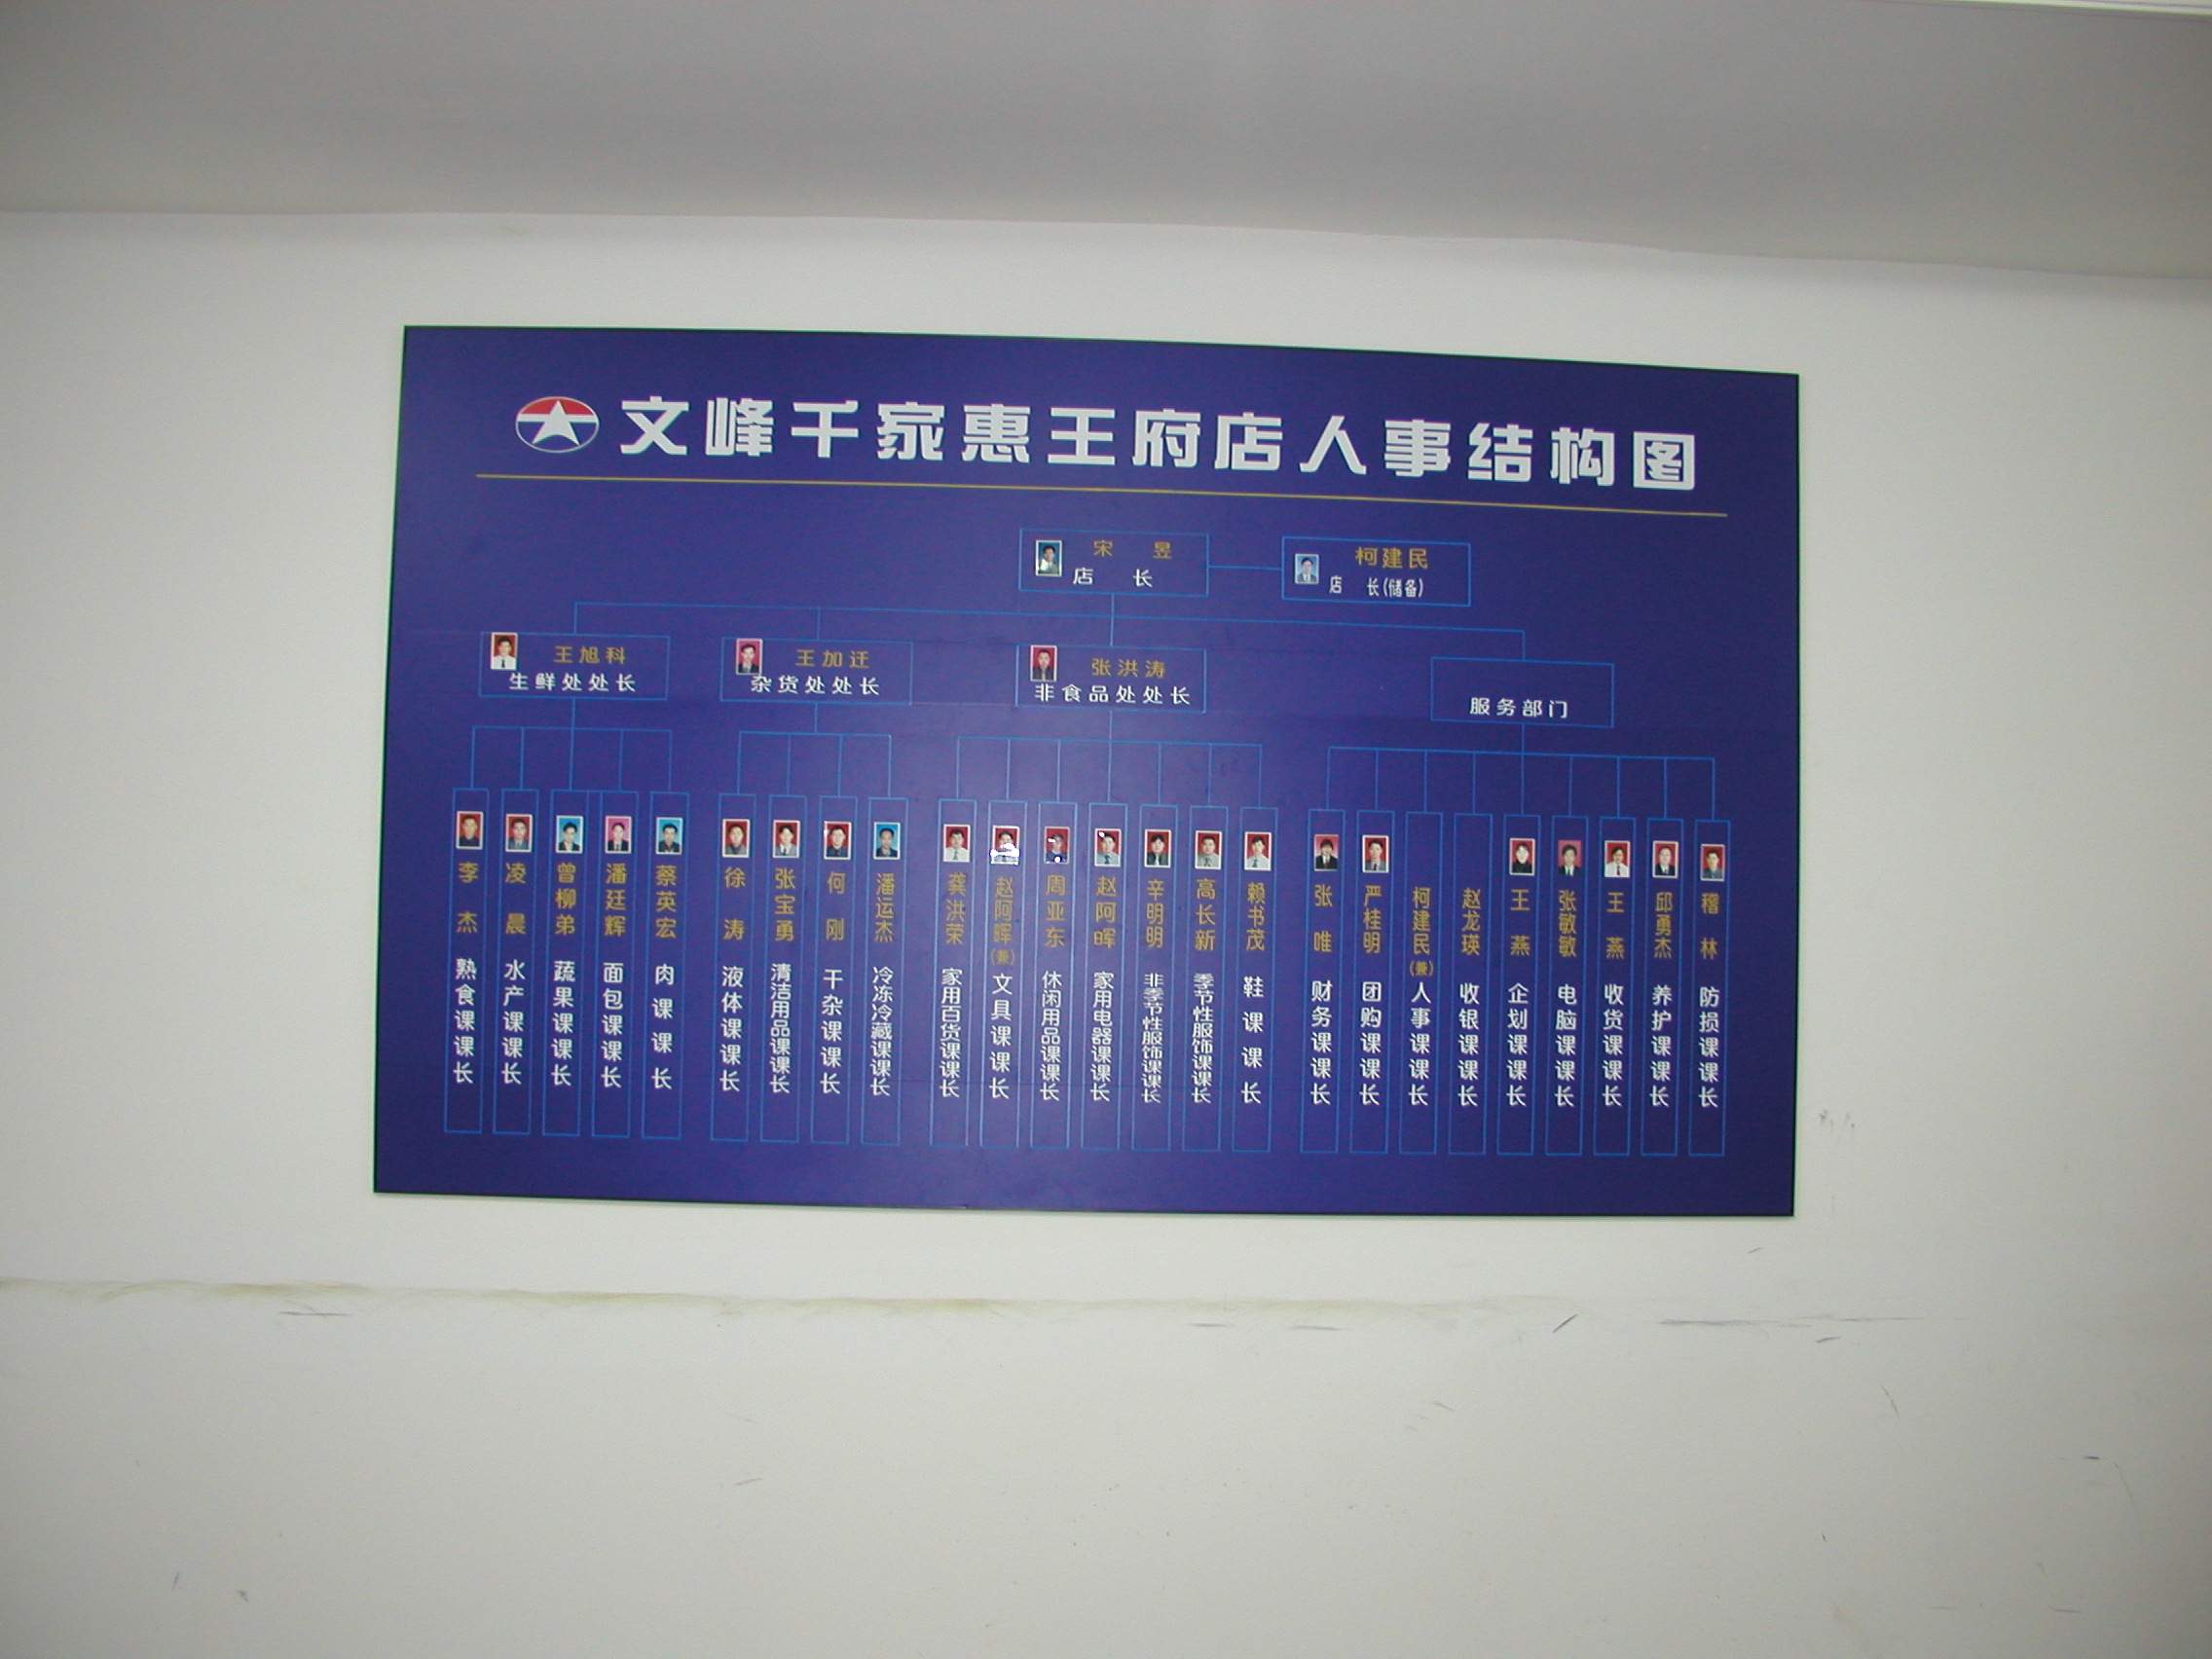 文峰千家惠王府店人事结构图
宋 昱
店 长
柯建民
店 长(储备)
王旭科
生鲜处处长
王加迁
杂货处处长
张洪涛
非食品处处长
服务部门
李杰 熟食课课长
凌晨 水产课课长
曾柳弟 蔬果课课长
潘廷辉 面包课课长
蔡英宏 肉课课长
徐涛 液体课课长
张宝勇 清洁用品课课长
何刚 干杂课课长
潘运杰 冷冻冷藏课课长
龚洪荣 家用百货课课长
赵阿晖(兼) 文具课课长
周亚东 休闲用品课课长
赵阿晖 家用电器课课长
辛明明 非季节性服饰课课长
高长新 季节性服饰课课长
赖书茂 鞋课课长
张唯 财务课课长
严桂明 团购课课长
柯建民(兼) 人事课课长
赵龙瑛 收银课课长
王燕 企划课课长
张敏敏 电脑课课长
王燕 收货课课长
邱勇杰 养护课课长
稽林 防损课课长